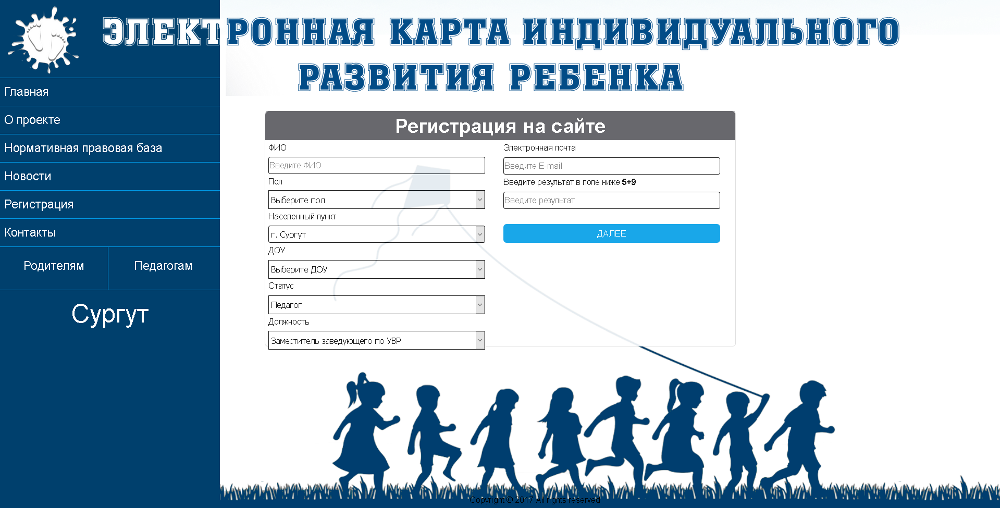 ЭЛЕКТРОННАЯ КАРТА ИНДИВИДУАЛЬНОГО
РАЗВИТИЯ РЕБЕНКА
Главная
О проекте
Нормативная правовая база
Новости
Регистрация
Контакты
Родителям Педагогам
Сургут
Регистрация на сайте
ФИО
Введите ФИО
Пол
Выберите пол
Населенный пункт
г. Сургут
ДОУ
Выберите ДОУ
Статус
Педагог
Должность
Заместитель заведующего по УВР
Электронная почта
Введите E-mail
Введите результат в поле ниже 5+9
Введите результат
ДАЛЕЕ
Copyright © 2017 All rights reserved